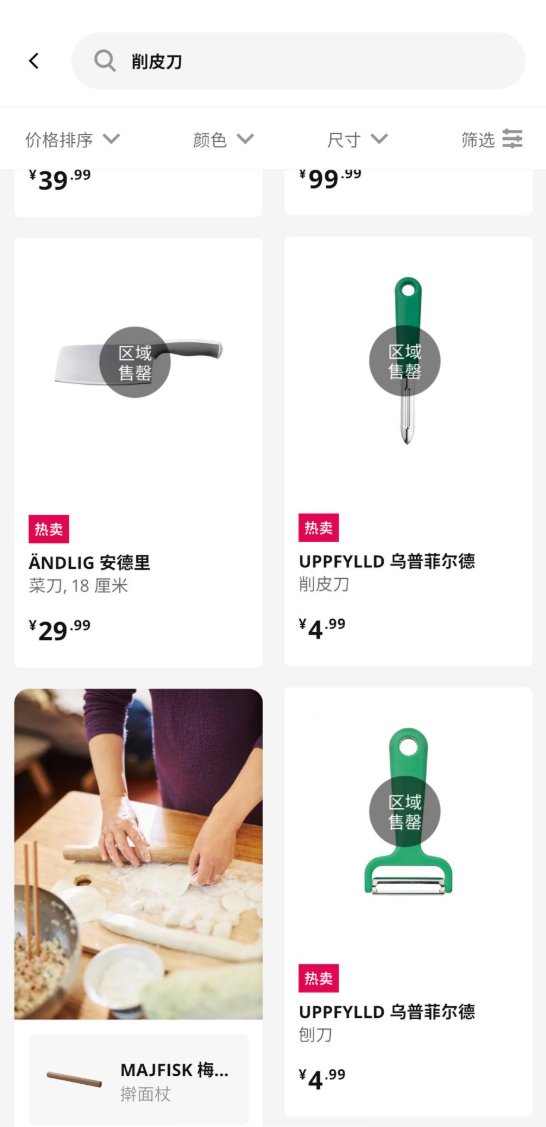 削皮刀
价格排序 颜色 尺寸 筛选
¥39.99
¥99.99
区域
售罄
热卖
ÄNDLIG 安德里
菜刀, 18 厘米
¥29.99
区域
售罄
热卖
UPPFYLLD 乌普菲尔德
削皮刀
¥4.99
MAJFISK 梅...
擀面杖
区域
售罄
热卖
UPPFYLLD 乌普菲尔德
刨刀
¥4.99